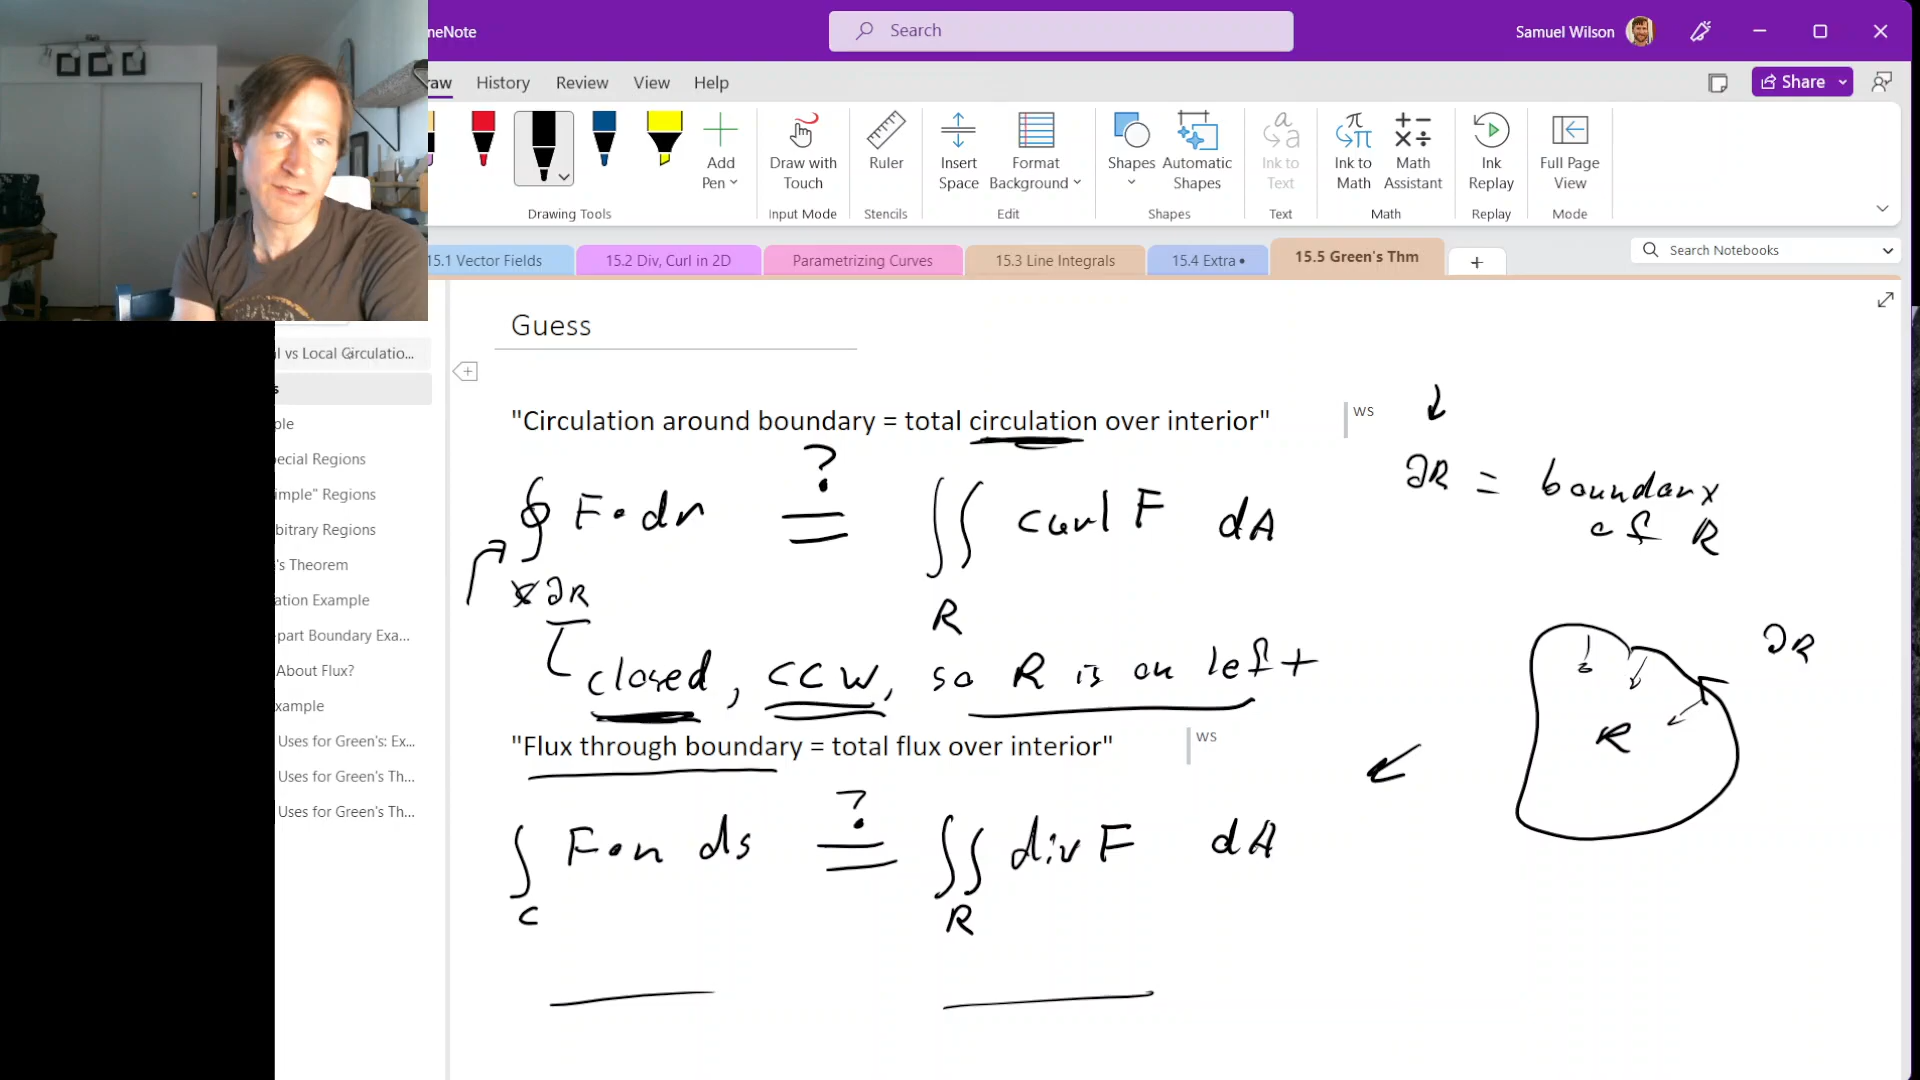 neNote
Search
Samuel Wilson
raw History Review View Help
Share
Add Pen
Draw with Touch
Ruler
Insert Space
Format Background
Shapes
Automatic Shapes
Ink to Text
Ink to Math
Math Assistant
Ink Replay
Full Page View
Drawing Tools
Input Mode
Stencils
Edit
Shapes
Text
Math
Replay
Mode
15.1 Vector Fields
15.2 Div, Curl in 2D
Parametrizing Curves
15.3 Line Integrals
15.4 Extra •
15.5 Green's Thm
+
Search Notebooks
Guess
l vs Local Circulatio...
s
ple
pecial Regions
imple" Regions
bitrary Regions
's Theorem
ation Example
part Boundary Exa...
About Flux?
xample
Uses for Green's: Ex...
Uses for Green's Th...
Uses for Green's Th...
"Circulation around boundary = total circulation over interior"
ws
∮ F • dr =? ∬ curl F dA
∂R
R
closed, CCW, so R is on left
∂R = boundary
of R
∂R
R
"Flux through boundary = total flux over interior"
ws
∫ F • n ds =? ∬ div F dA
C
R